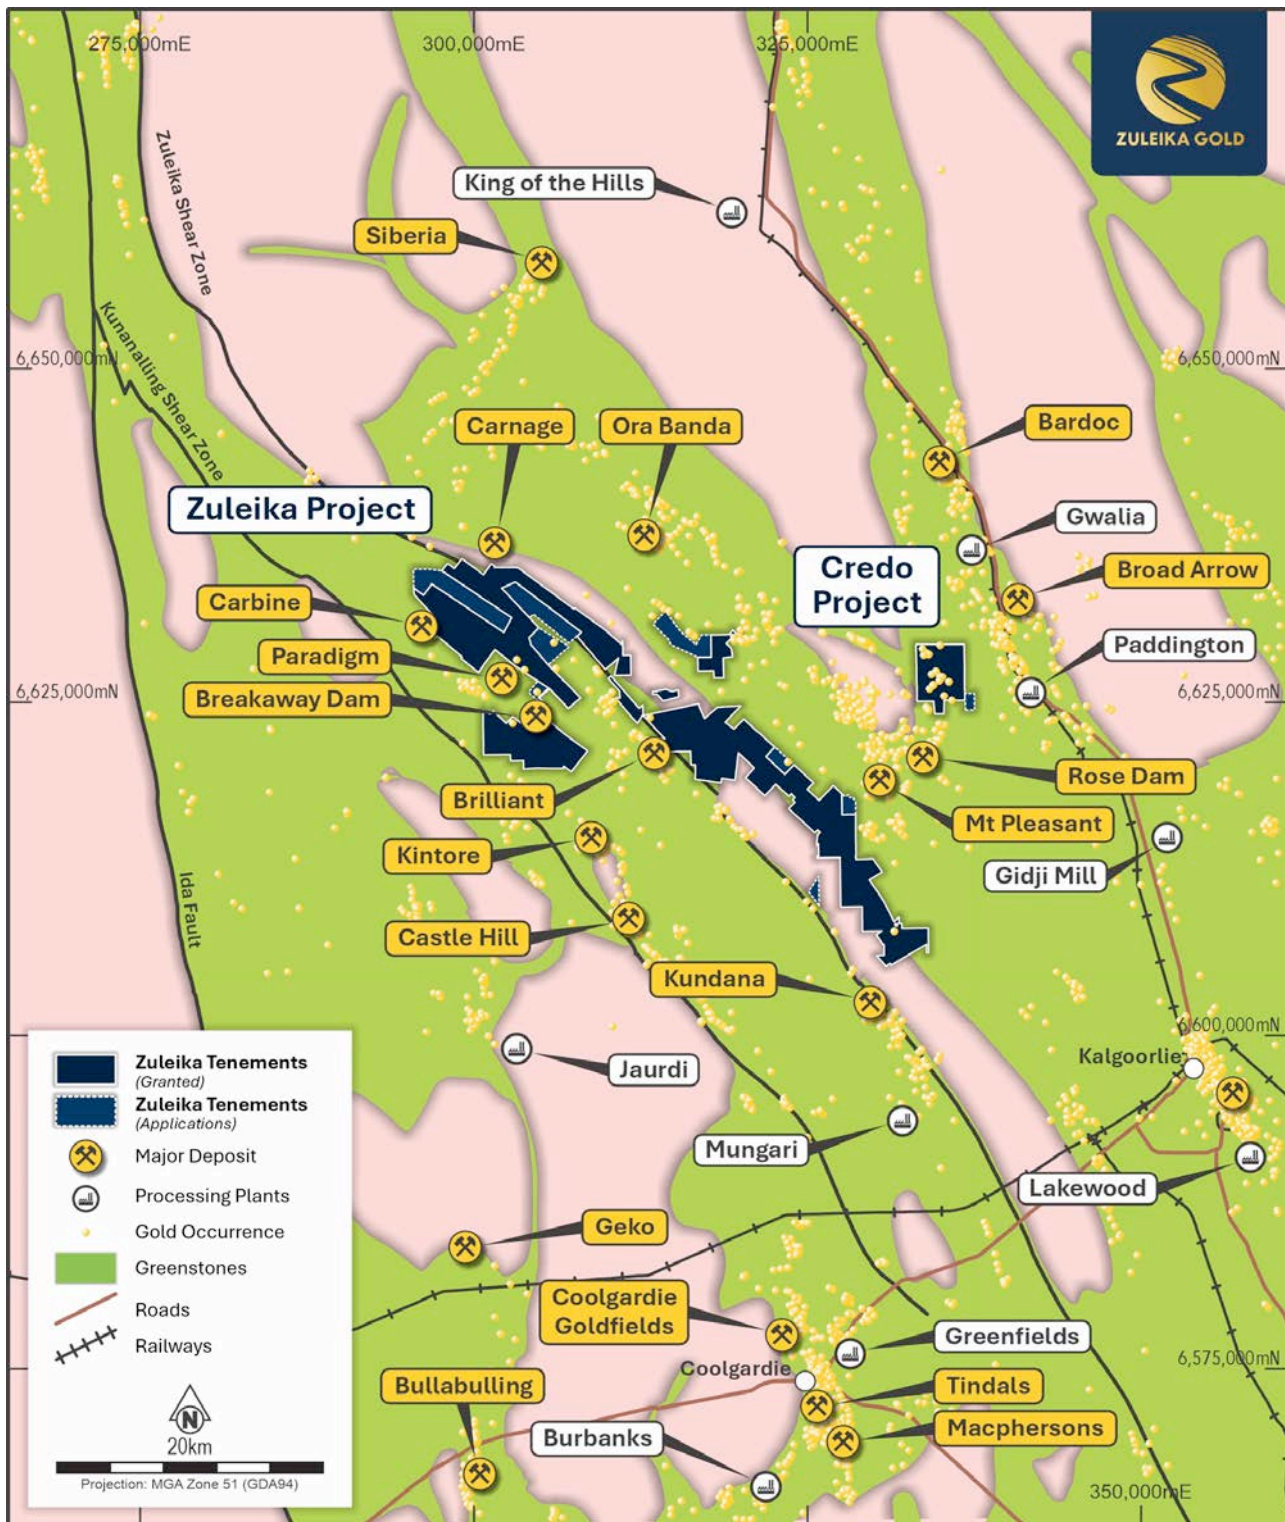 275,000mE
300,000mE
325,000mE
ZULEIKA GOLD
Zuleika Shear Zone
King of the Hills
Siberia
Kunanalling Shear Zone
6,650,000mN
6,650,000mN
Carnage
Ora Banda
Bardoc
Zuleika Project
Gwalia
Credo
Project
Broad Arrow
Carbine
Paddington
Paradigm
Breakaway Dam
6,625,000mN
6,625,000mN
Rose Dam
Brilliant
Mt Pleasant
Kintore
Gidji Mill
Ida Fault
Castle Hill
Kundana
6,600,000mN
Kalgoorlie
Jaurdi
Mungari
Lakewood
Geko
Coolgardie
Goldfields
Greenfields
6,575,000mN
Coolgardie
Bullabulling
Tindals
Macphersons
Burbanks
350,000mE
Zuleika Tenements
(Granted)
Zuleika Tenements
(Applications)
Major Deposit
Processing Plants
Gold Occurrence
Greenstones
Roads
Railways
N
20km
Projection: MGA Zone 51 (GDA94)